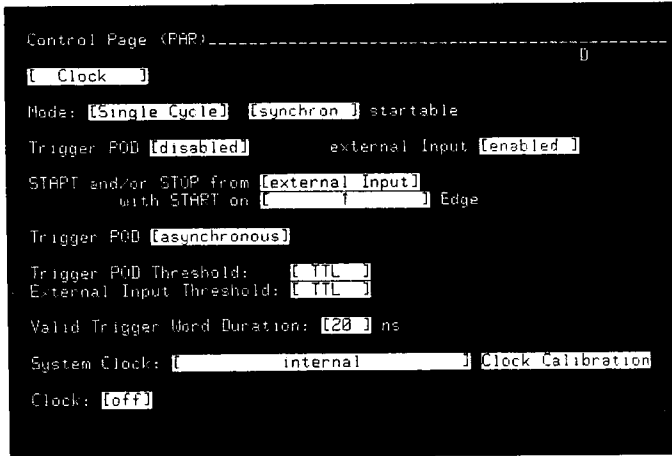 Control Page (PAR)
D
[ Clock ]
Mode: [Single Cycle] [synchron ] startable
Trigger POD [disabled] external Input [enabled ]
START and/or STOP from [external Input]
with START on [ ↑ ] Edge
Trigger POD [asynchronous]
Trigger POD Threshold: [ TTL ]
External Input Threshold: [ TTL ]
Valid Trigger Word Duration: [20 ] ns
System Clock: [ internal ] Clock Calibration
Clock: [off]